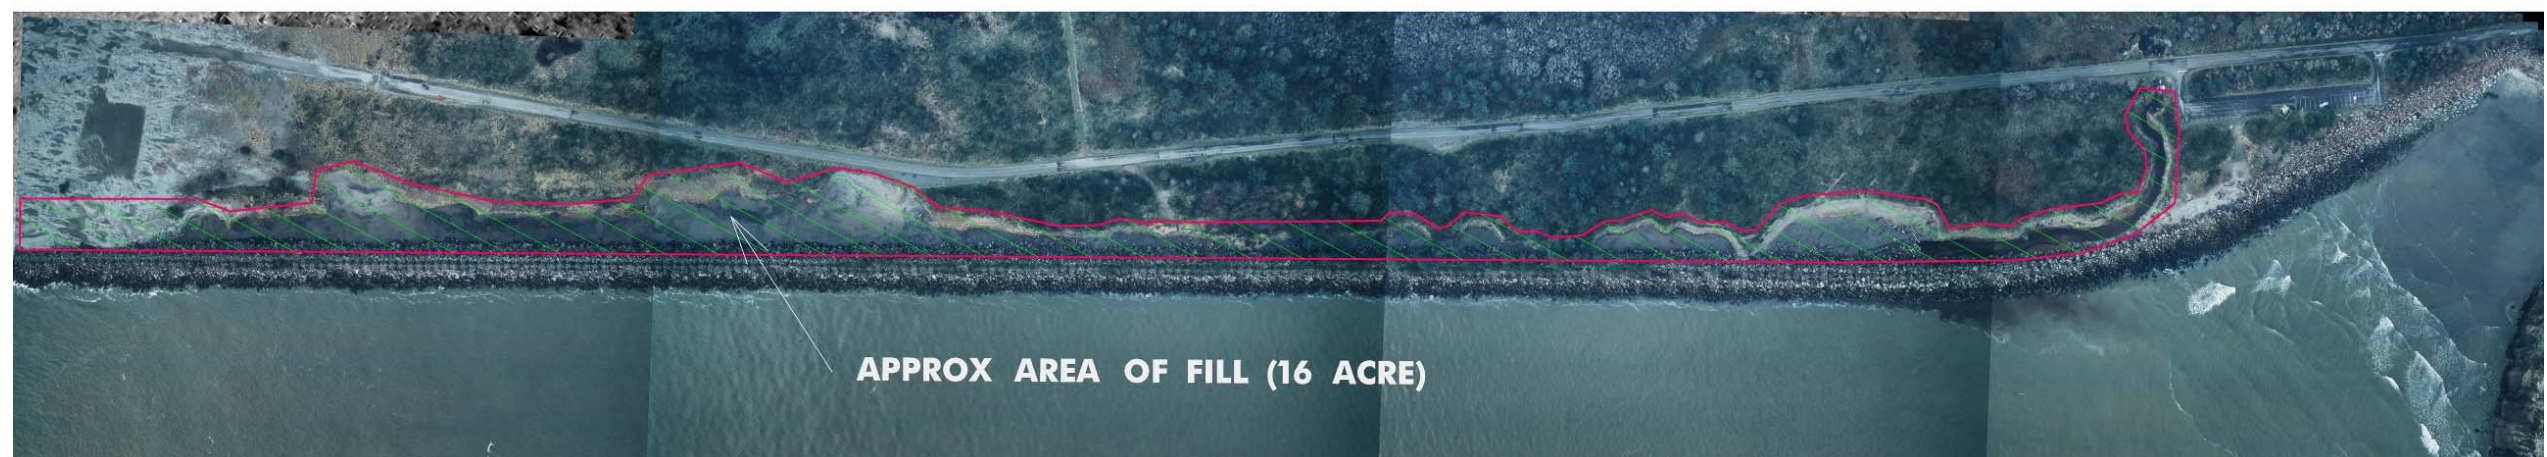 APPROX AREA OF FILL (16 ACRE)